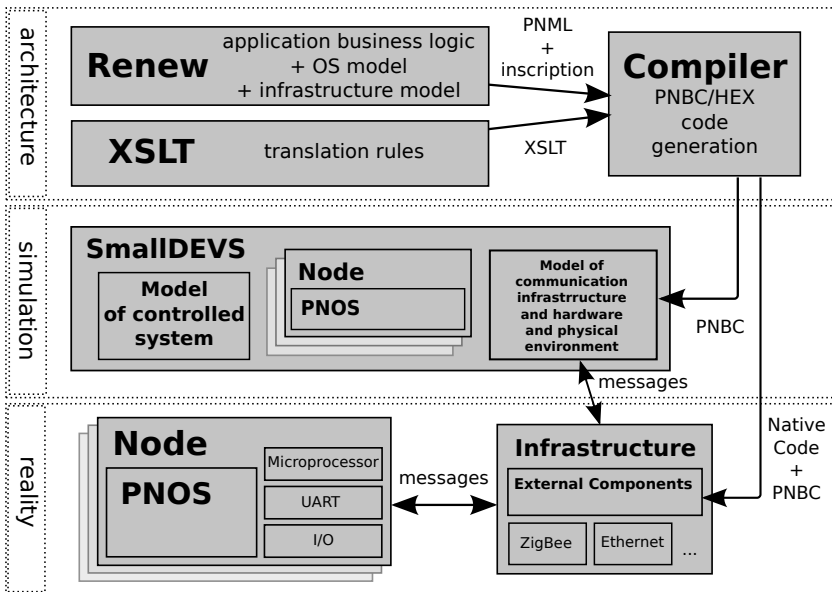 architecture
Renew
application business logic
+ OS model
+ infrastructure model
PNML
+
inscription
Compiler
PNBC/HEX
code
generation
XSLT
translation rules
XSLT
simulation
SmallDEVS
Model
of controlled
system
Node
PNOS
Model of
communication
infrastrructure
and hardware
and physical
environment
PNBC
messages
reality
Node
PNOS
Microprocessor
UART
I/O
messages
Infrastructure
External Components
ZigBee
Ethernet
...
Native
Code
+
PNBC